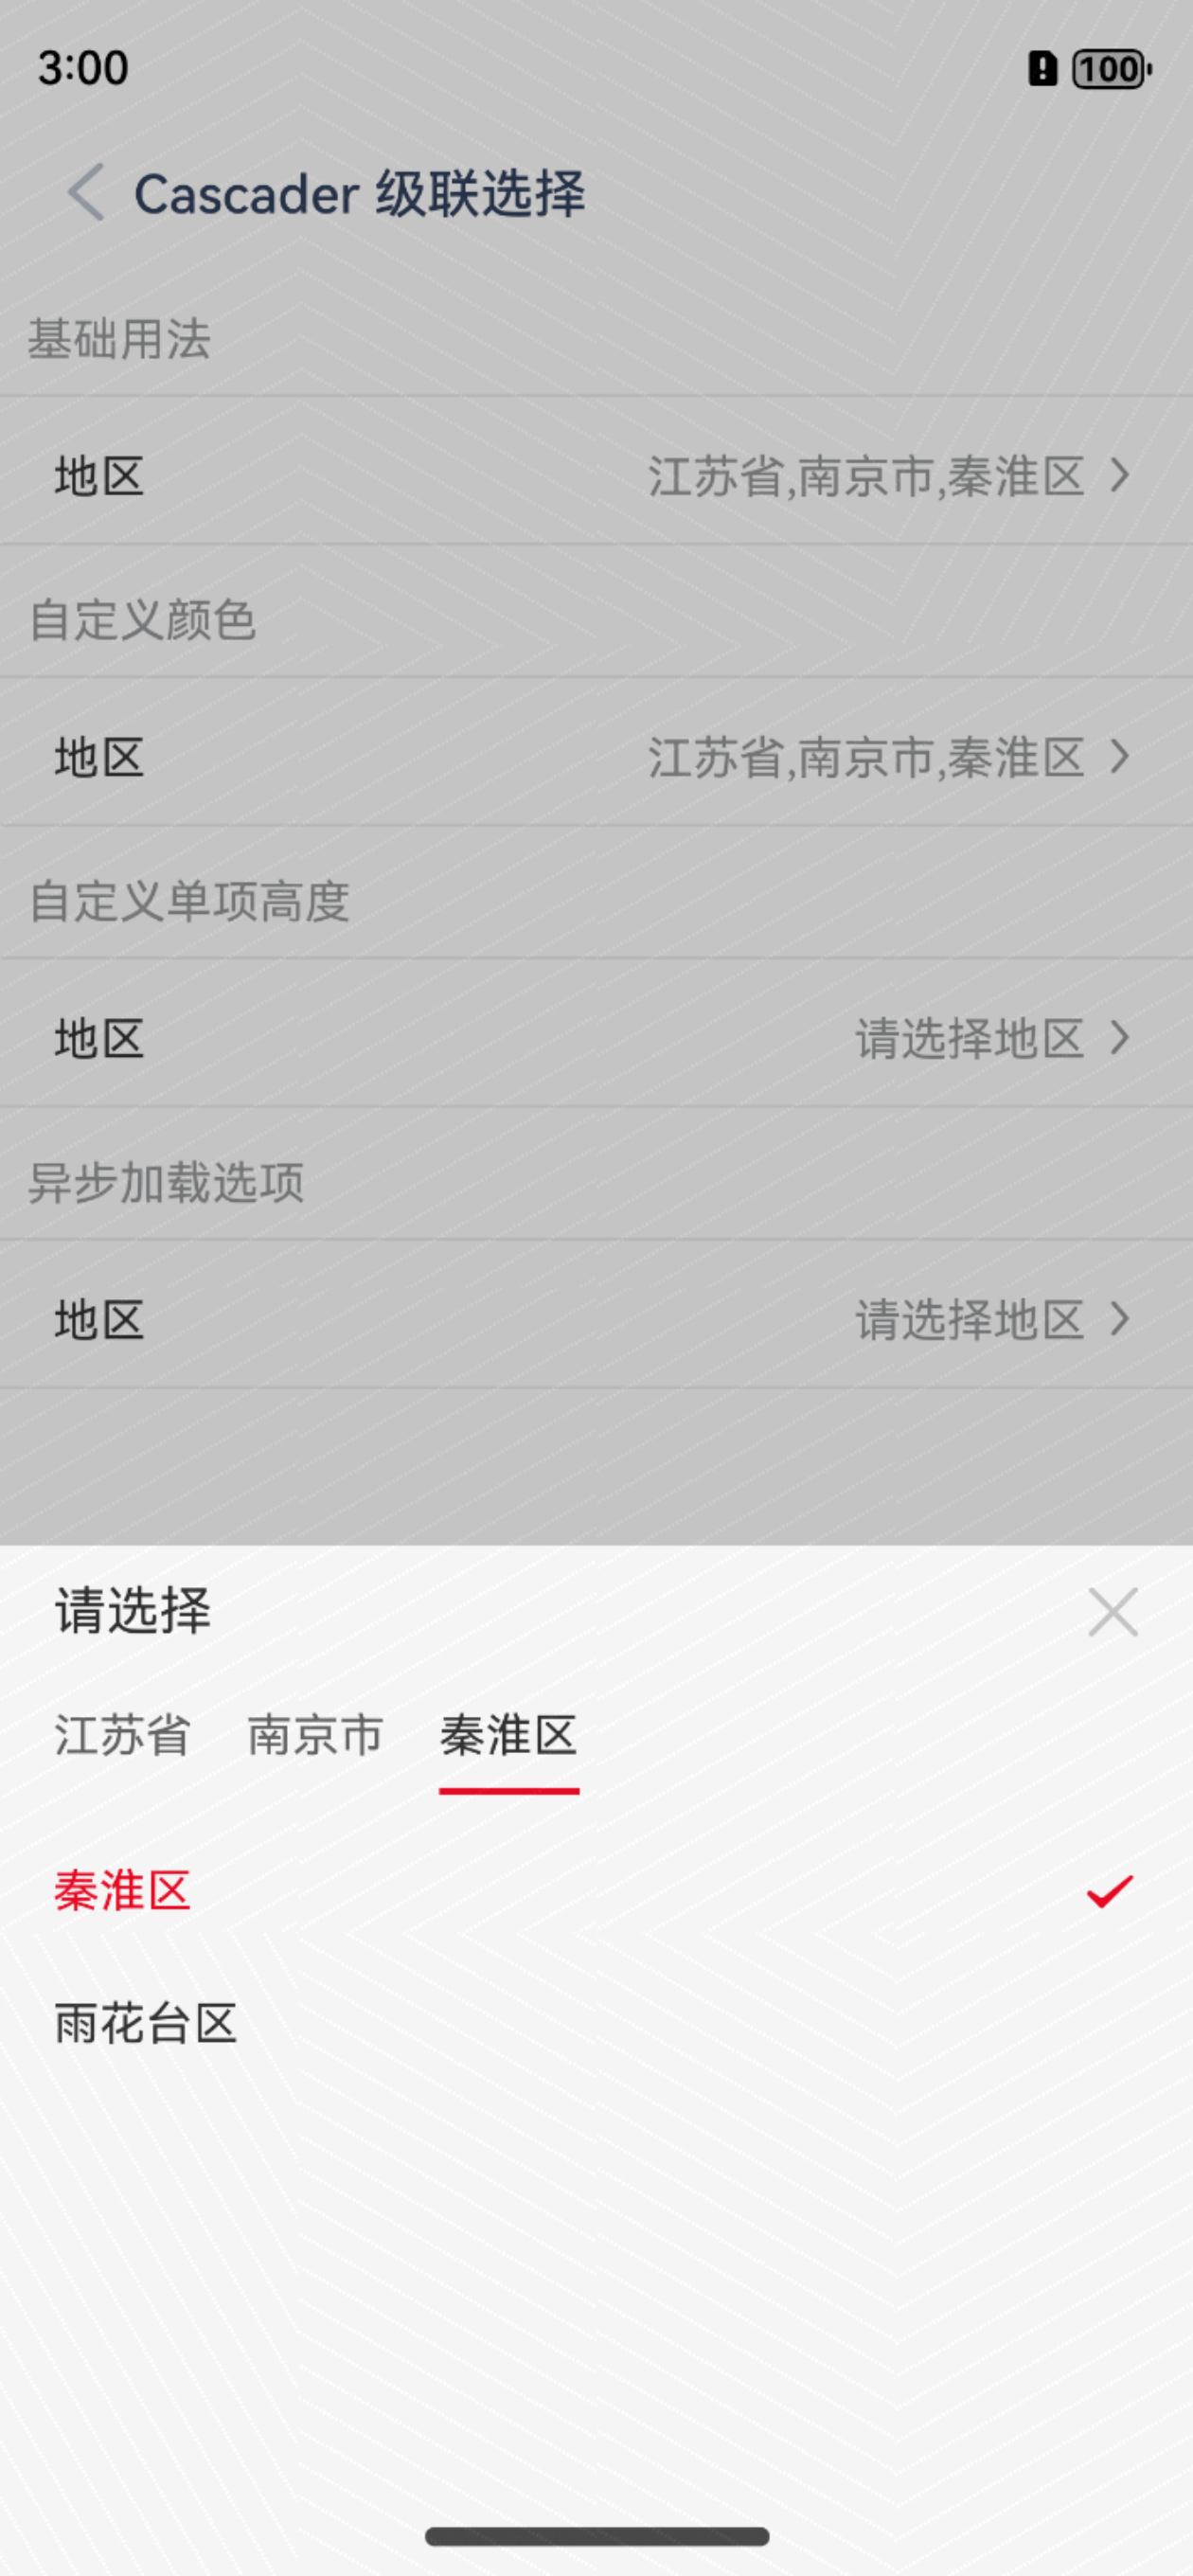 3:00
100
Cascader 级联选择
基础用法
地区 江苏省,南京市,秦淮区
自定义颜色
地区 江苏省,南京市,秦淮区
自定义单项高度
地区 请选择地区
异步加载选项
地区 请选择地区
请选择
江苏省 南京市 秦淮区
秦淮区
雨花台区